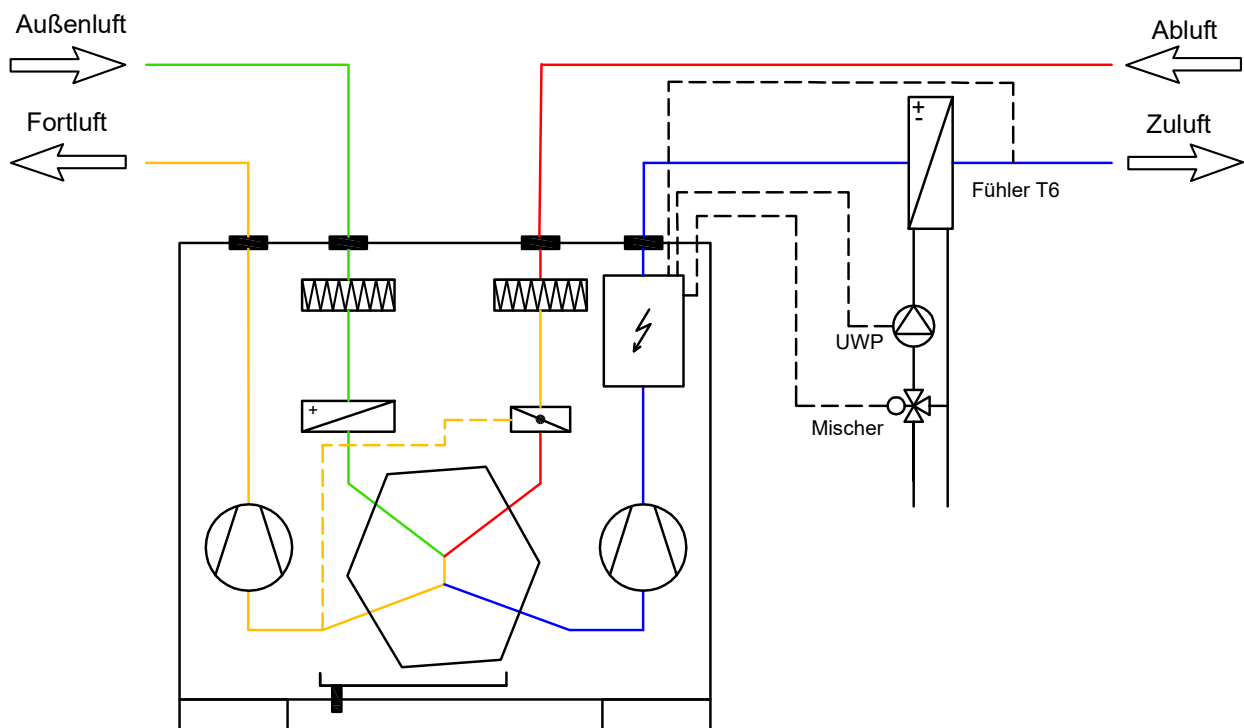 Außenluft
Abluft
Fortluft
Zuluft
+
-
Fühler T6
UWP
+
Mischer